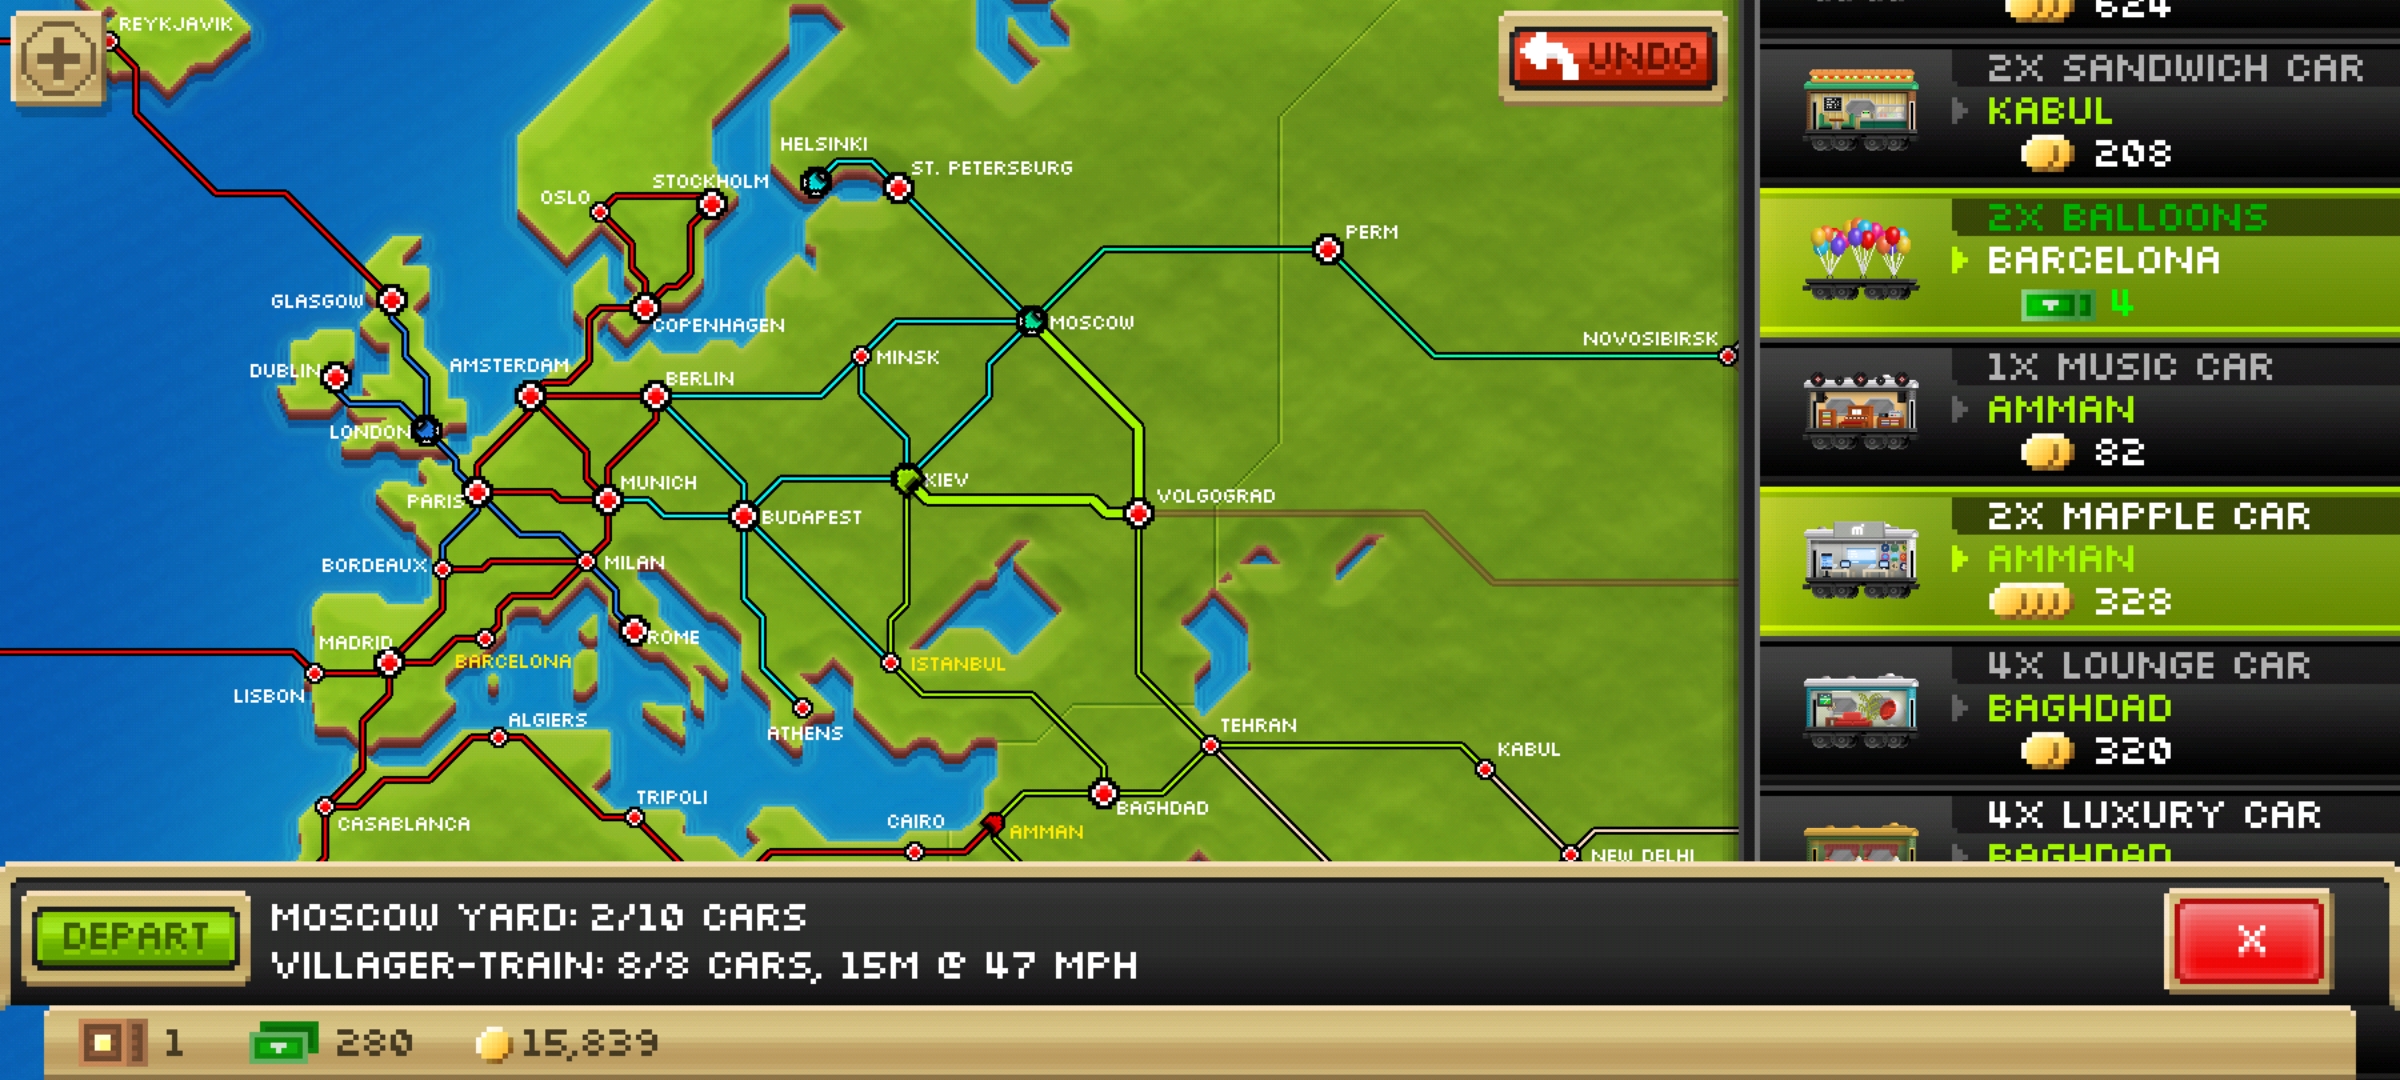 REYKJAVIK
HELSINKI
ST. PETERSBURG
STOCKHOLM
OSLO
PERM
GLASGOW
COPENHAGEN
MOSCOW
NOVOSIBIRSK
MINSK
DUBLIN
AMSTERDAM
BERLIN
LONDON
KIEV
MUNICH
VOLGOGRAD
PARIS
BUDAPEST
BORDEAUX
MILAN
MADRID
ROME
BARCELONA
ISTANBUL
LISBON
ALGIERS
ATHENS
TEHRAN
KABUL
TRIPOLI
BAGHDAD
CASABLANCA
CAIRO
AMMAN
NEW DELHI
UNDO
624
2X SANDWICH CAR
KABUL
208
2X BALLOONS
BARCELONA
4
1X MUSIC CAR
AMMAN
82
2X MAPPLE CAR
m
AMMAN
328
4X LOUNGE CAR
BAGHDAD
320
4X LUXURY CAR
BAGHDAD
DEPART
MOSCOW YARD: 2/10 CARS
VILLAGER-TRAIN: 8/8 CARS, 15M @ 47 MPH
X
1
280
15,839